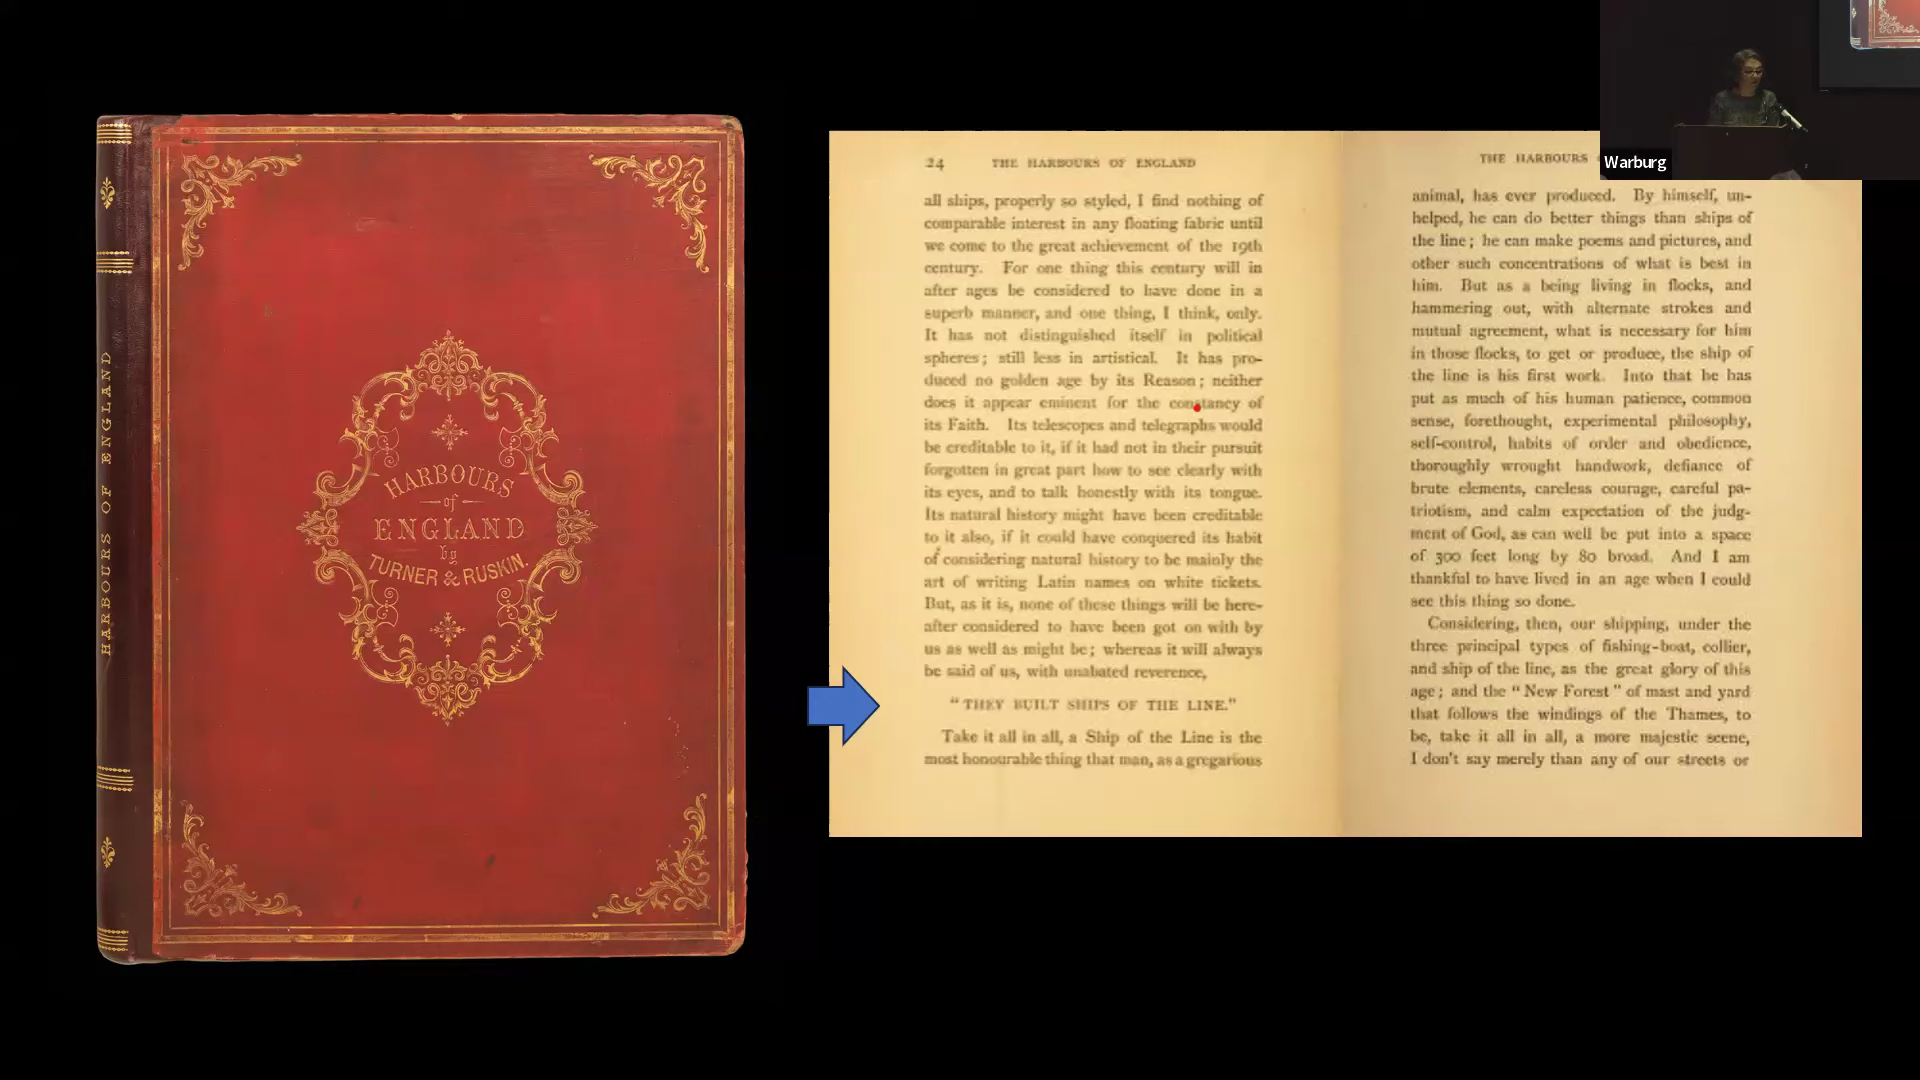 HARBOURS OF ENGLAND
HARBOURS
of
ENGLAND
by
TURNER & RUSKIN.
24 THE HARBOURS OF ENGLAND
all ships, properly so styled, I find nothing of
comparable interest in any floating fabric until
we come to the great achievement of the 19th
century. For one thing this century will in
after ages be considered to have done in a
superb manner, and one thing, I think, only.
It has not distinguished itself in political
spheres; still less in artistical. It has pro-
duced no golden age by its Reason; neither
does it appear eminent for the constancy of
its Faith. Its telescopes and telegraphs would
be creditable to it, if it had not in their pursuit
forgotten in great part how to see clearly with
its eyes, and to talk honestly with its tongue.
Its natural history might have been creditable
to it also, if it could have conquered its habit
of considering natural history to be mainly the
art of writing Latin names on white tickets.
But, as it is, none of these things will be here-
after considered to have been got on with by
us as well as might be; whereas it will always
be said of us, with unabated reverence,
"THEY BUILT SHIPS OF THE LINE."
Take it all in all, a Ship of the Line is the
most honourable thing that man, as a gregarious
THE HARBOURS
animal, has ever produced. By himself, un-
helped, he can do better things than ships of
the line; he can make poems and pictures, and
other such concentrations of what is best in
him. But as a being living in flocks, and
hammering out, with alternate strokes and
mutual agreement, what is necessary for him
in those flocks, to get or produce, the ship of
the line is his first work. Into that he has
put as much of his human patience, common
sense, forethought, experimental philosophy,
self-control, habits of order and obedience,
thoroughly wrought handwork, defiance of
brute elements, careless courage, careful pa-
triotism, and calm expectation of the judg-
ment of God, as can well be put into a space
of 300 feet long by 80 broad. And I am
thankful to have lived in an age when I could
see this thing so done.
Considering, then, our shipping, under the
three principal types of fishing-boat, collier,
and ship of the line, as the great glory of this
age; and the "New Forest" of mast and yard
that follows the windings of the Thames, to
be, take it all in all, a more majestic scene,
I don't say merely than any of our streets or
Warburg